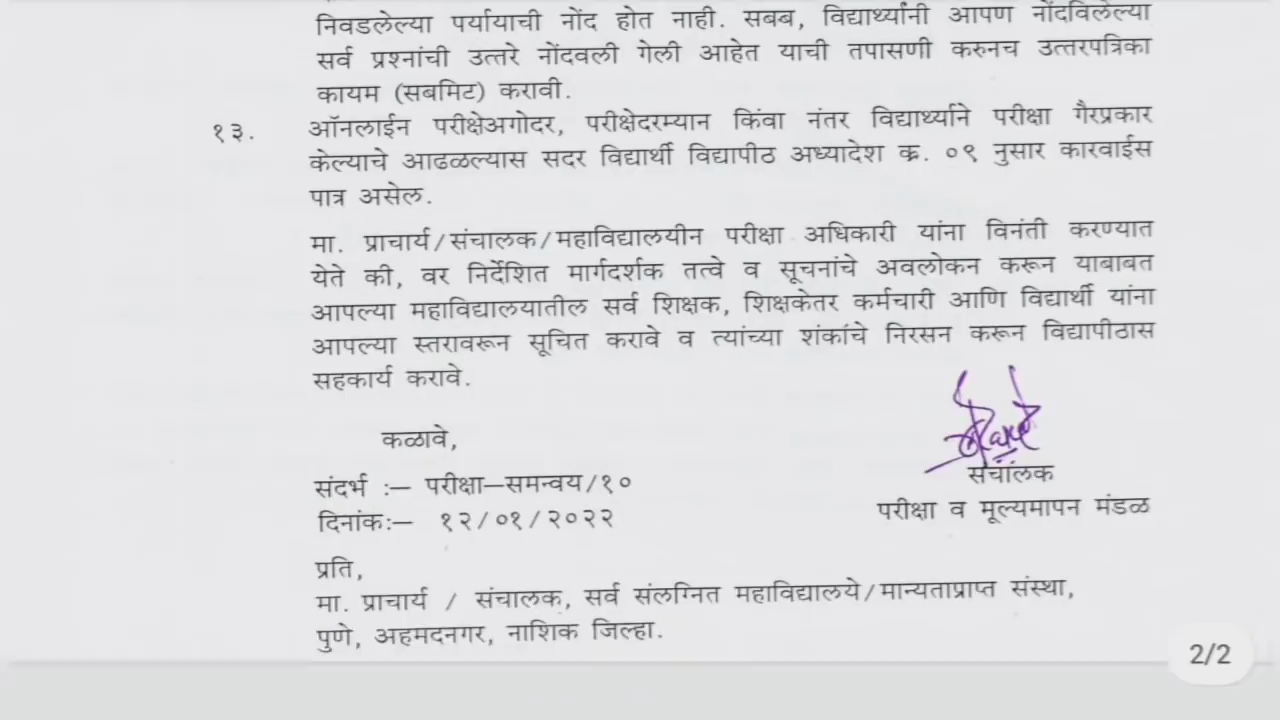 निवडलेल्या पर्यायाची नोंद होत नाही. सबब, विद्यार्थ्यांनी आपण नोंदविलेल्या
सर्व प्रश्नांची उत्तरे नोंदवली गेली आहेत याची तपासणी करुनच उत्तरपत्रिका
कायम (सबमिट) करावी.
१३. ऑनलाईन परीक्षेअगोदर, परीक्षेदरम्यान किंवा नंतर विद्यार्थ्याने परीक्षा गैरप्रकार
केल्याचे आढळल्यास सदर विद्यार्थी विद्यापीठ अध्यादेश क्र. ०९ नुसार कारवाईस
पात्र असेल.
मा. प्राचार्य/संचालक/महाविद्यालयीन परीक्षा अधिकारी यांना विनंती करण्यात
येते की, वर निर्देशित मार्गदर्शक तत्वे व सूचनांचे अवलोकन करून याबाबत
आपल्या महाविद्यालयातील सर्व शिक्षक, शिक्षकेतर कर्मचारी आणि विद्यार्थी यांना
आपल्या स्तरावरून सूचित करावे व त्यांच्या शंकांचे निरसन करून विद्यापीठास
सहकार्य करावे.
कळावे,
संचालक
संदर्भ :– परीक्षा–समन्वय/१०
परीक्षा व मूल्यमापन मंडळ
दिनांक:– १२/०१/२०२२
प्रति,
मा. प्राचार्य / संचालक, सर्व संलग्नित महाविद्यालये/मान्यताप्राप्त संस्था,
पुणे, अहमदनगर, नाशिक जिल्हा.
2/2